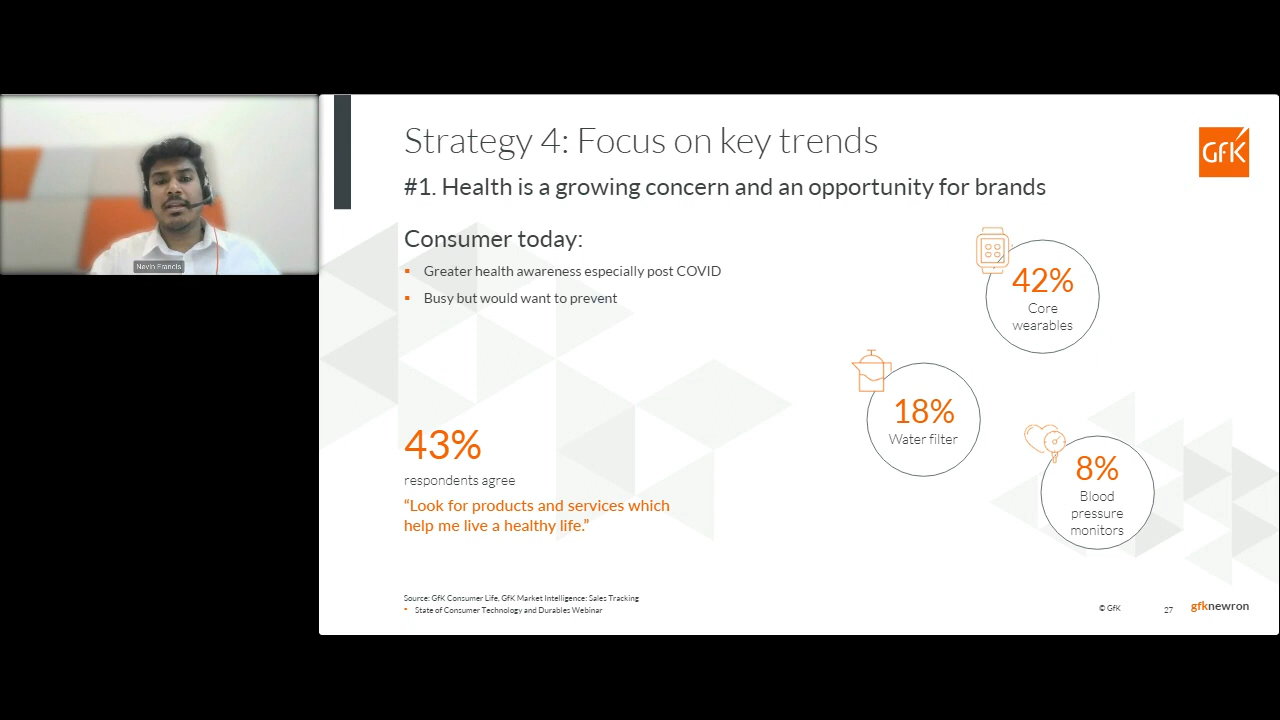 Nevin Francis
Strategy 4: Focus on key trends
GfK
#1. Health is a growing concern and an opportunity for brands
Consumer today:
▪ Greater health awareness especially post COVID
▪ Busy but would want to prevent
42%
Core
wearables
18%
Water filter
43%
respondents agree
"Look for products and services which
help me live a healthy life."
8%
Blood
pressure
monitors
Source: GfK Consumer Life, GfK Market Intelligence: Sales Tracking
▪ State of Consumer Technology and Durables Webinar
© GfK
27
gfknewron